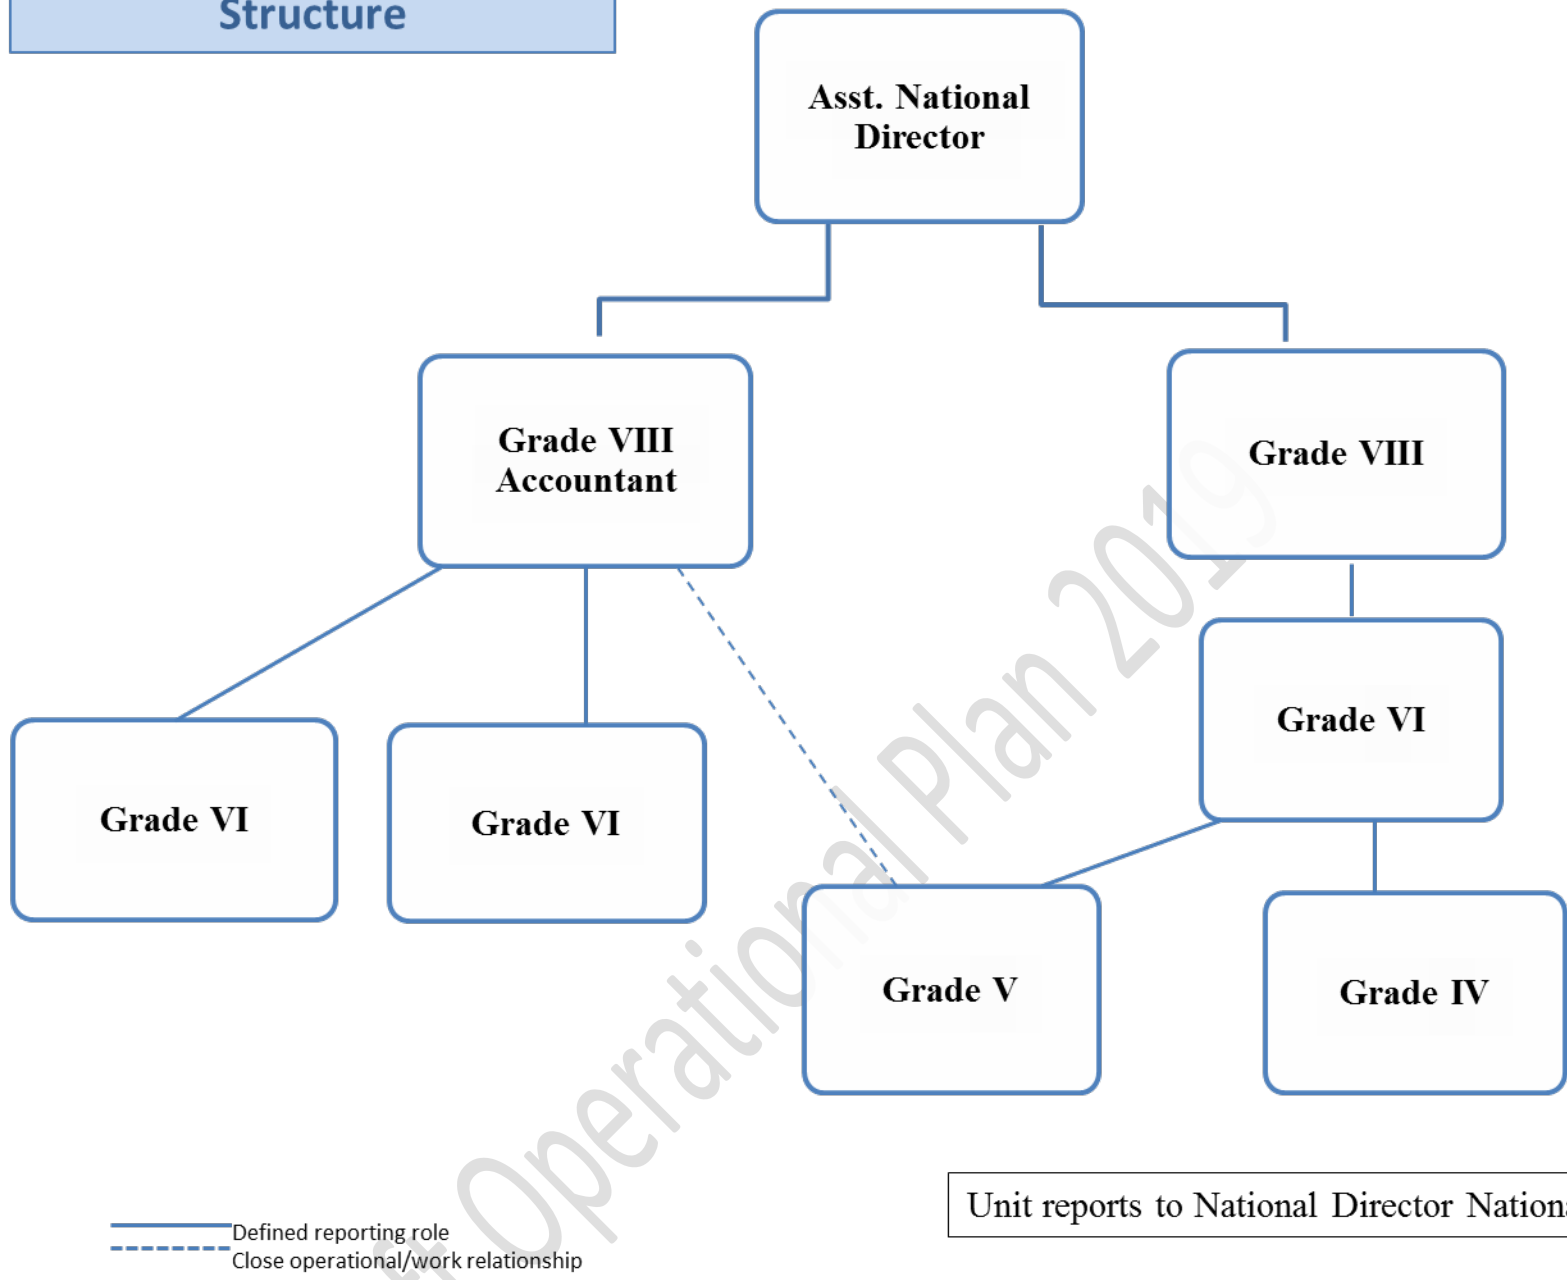 Structure
Asst. National
Director
Grade VIII
Accountant
Grade VIII
Grade VI
Grade VI
Grade VI
Grade V
Grade IV
Operational Plan 2019
Unit reports to National Director
Defined reporting role
Close operational/work relationship